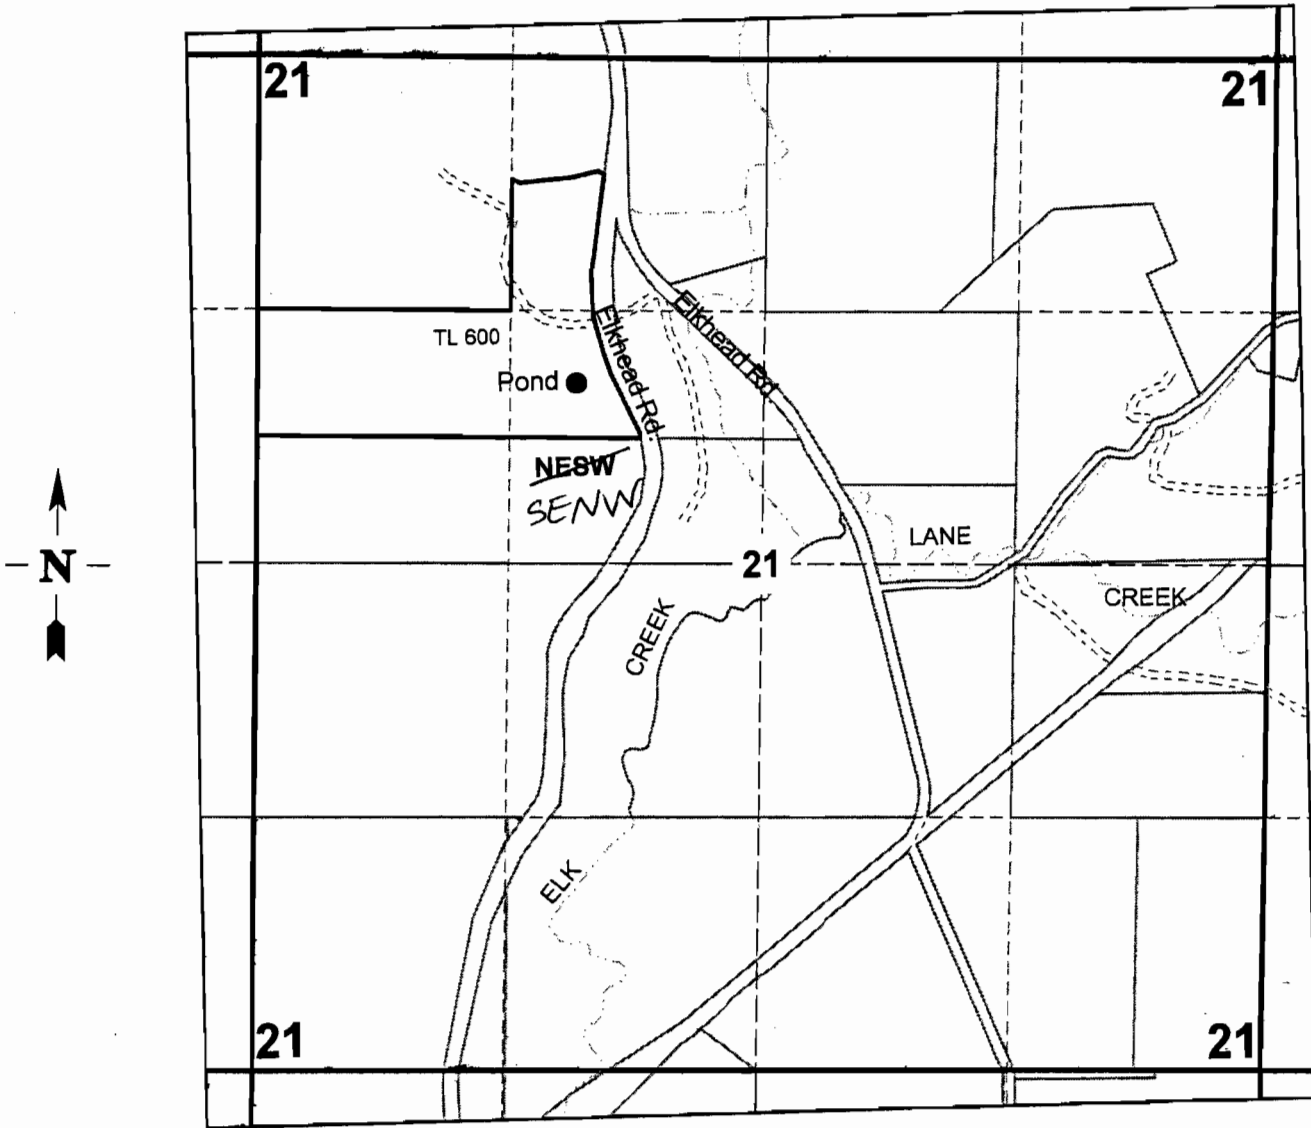 21
21
TL 600
Elkhead Rd
Elkhead Rd.
Pond
NESW
SENW
N
LANE
21
CREEK
CREEK
ELK
21
21